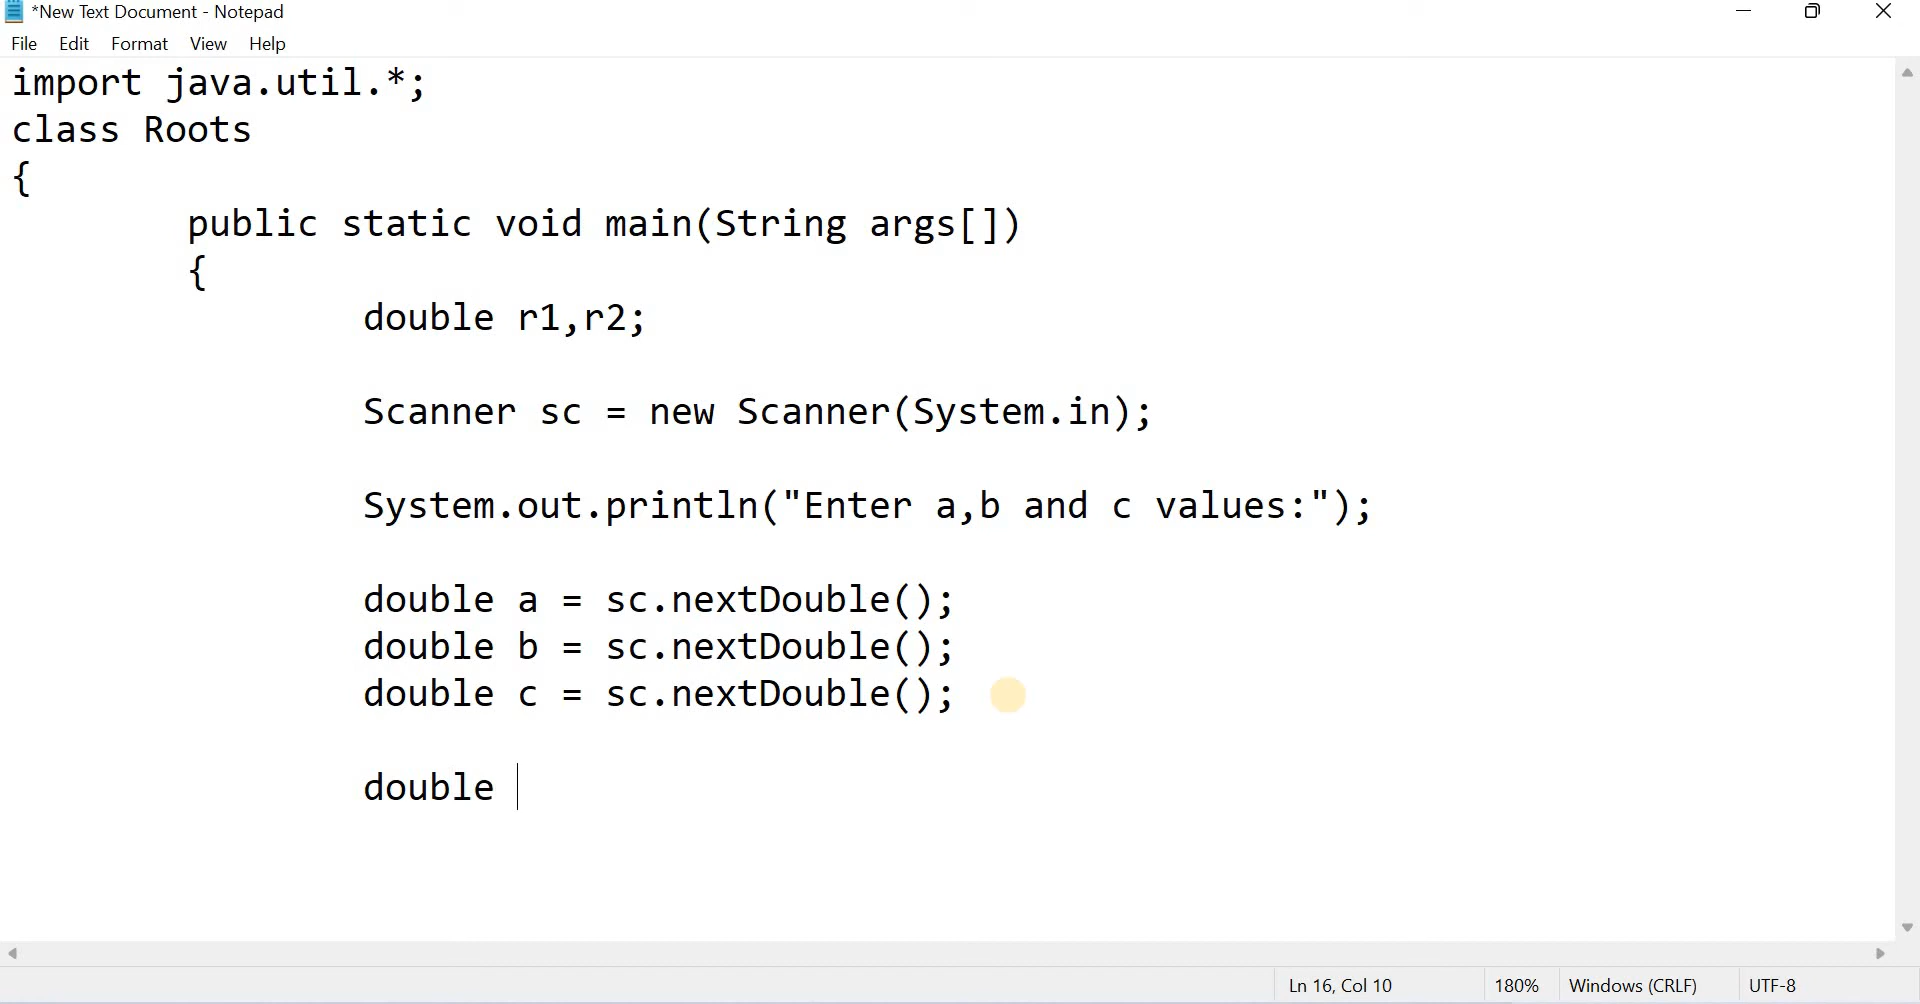 *New Text Document - Notepad
File Edit Format View Help
import java.util.*;
class Roots
{
public static void main(String args[])
{
double r1,r2;
Scanner sc = new Scanner(System.in);
System.out.println("Enter a,b and c values:");
double a = sc.nextDouble();
double b = sc.nextDouble();
double c = sc.nextDouble();
double
Ln 16, Col 10 180% Windows (CRLF) UTF-8